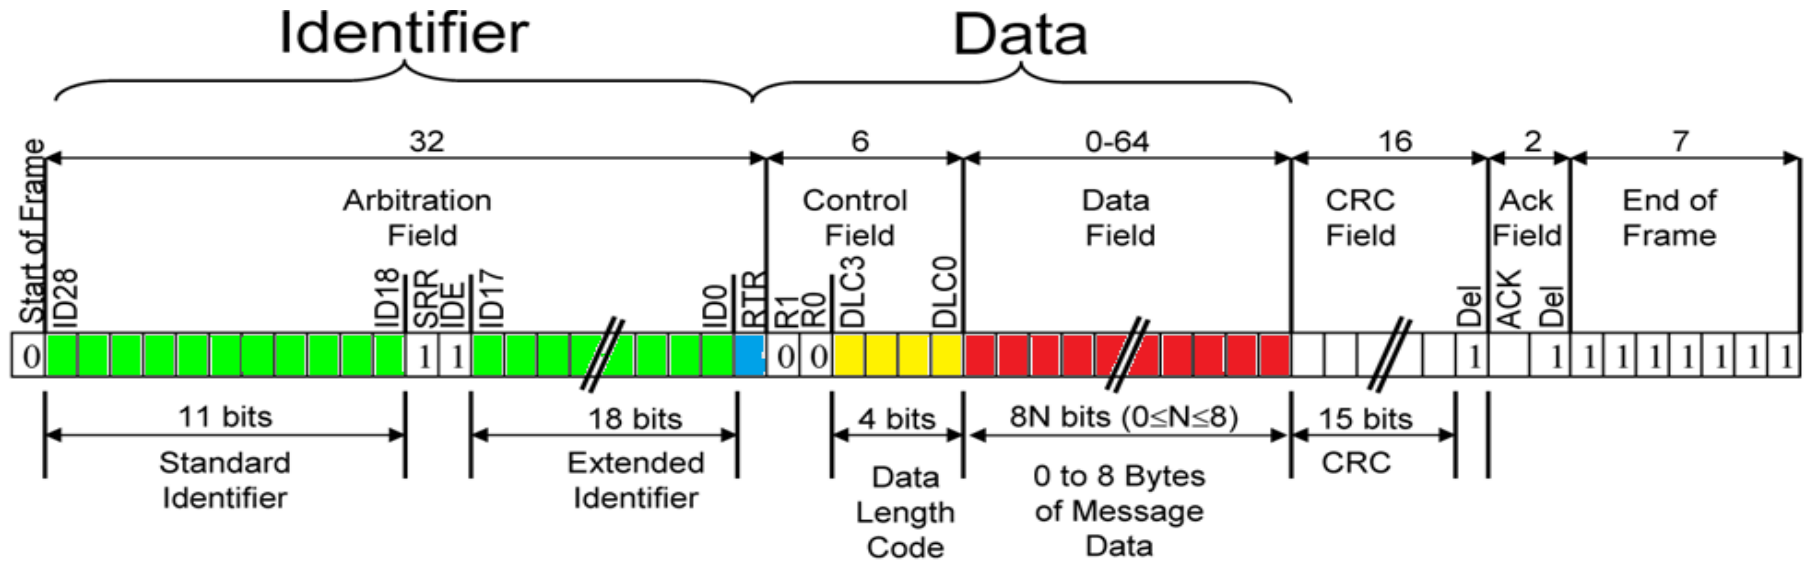 Identifier
Data
32
6
0-64
16
2
7
Start of Frame
Arbitration
Field
Control
Field
Data
Field
CRC
Field
Ack
Field
End of
Frame
ID28
ID18
SRR
IDE
ID17
ID0
RTR
R1
R0
DLC3
DLC0
Del
ACK
Del
0
1
1
0
0
1
1
1
1
1
1
1
1
1
11 bits
18 bits
4 bits
8N bits (0≤N≤8)
15 bits
Standard
Identifier
Extended
Identifier
Data
Length
Code
0 to 8 Bytes
of Message
Data
CRC